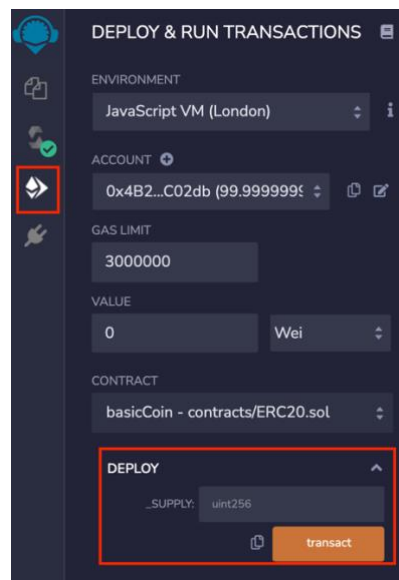 DEPLOY & RUN TRANSACTIONS
ENVIRONMENT
JavaScript VM (London)
i
ACCOUNT
0x4B2...C02db (99.9999999
GAS LIMIT
3000000
VALUE
0 Wei
CONTRACT
basicCoin - contracts/ERC20.sol
DEPLOY
_SUPPLY: uint256
transact